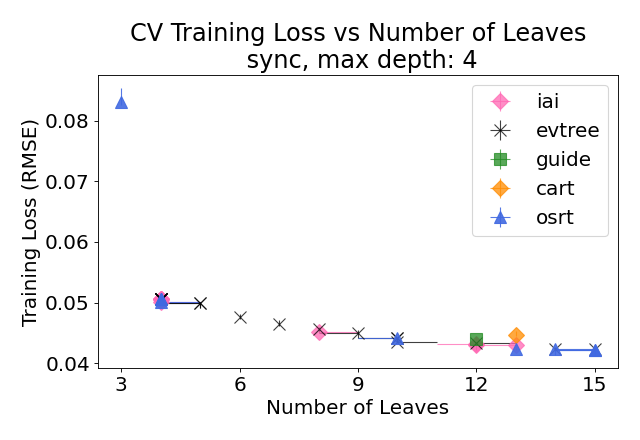 CV Training Loss vs Number of Leaves
sync, max depth: 4
Training Loss (RMSE)
0.08
0.07
0.06
0.05
0.04
3
6
9
12
15
Number of Leaves
iai
evtree
guide
cart
osrt